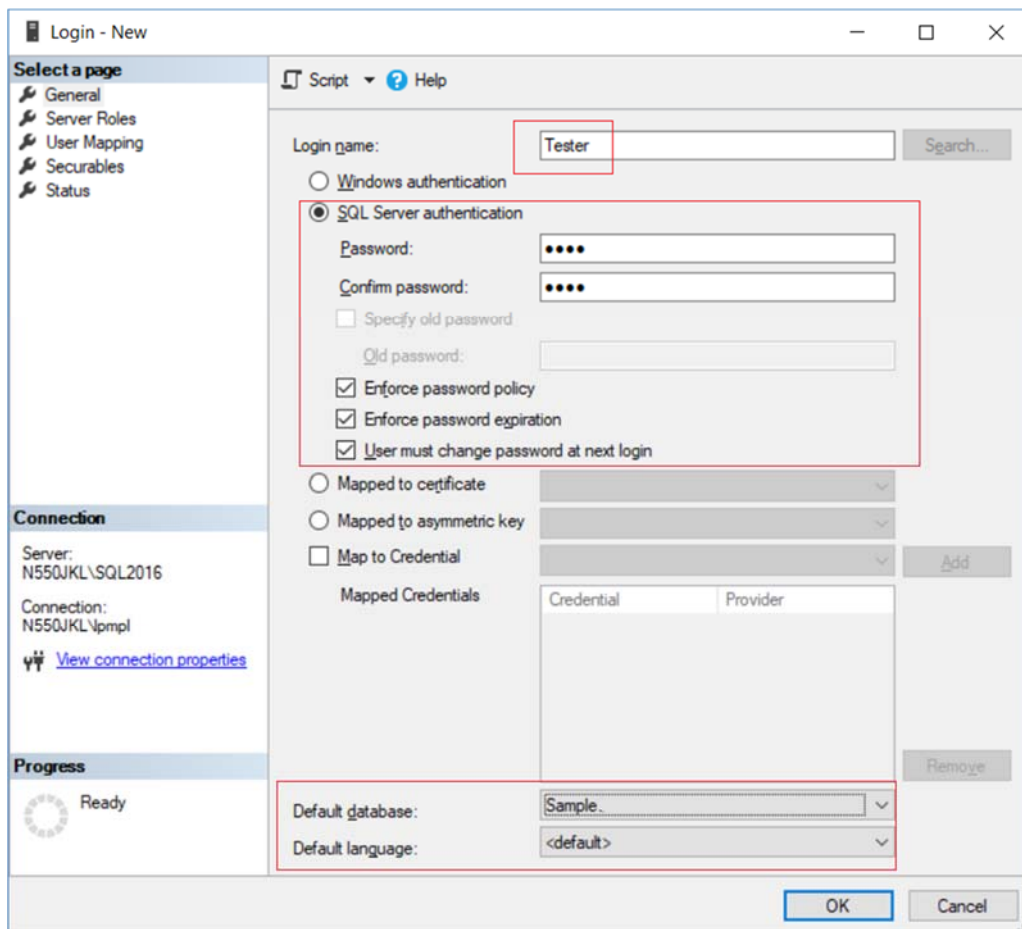 Login - New
Select a page
General
Server Roles
User Mapping
Securables
Status
Script
Help
Login name:
Tester
Search...
Windows authentication
SQL Server authentication
Password:
Confirm password:
Specify old password
Old password:
Enforce password policy
Enforce password expiration
User must change password at next login
Mapped to certificate
Mapped to asymmetric key
Map to Credential
Add
Mapped Credentials
Credential
Provider
Remove
Default database:
Sample.
Default language:
<default>
Connection
Server:
N550JKL\SQL2016
Connection:
View connection properties
Progress
Ready
OK
Cancel